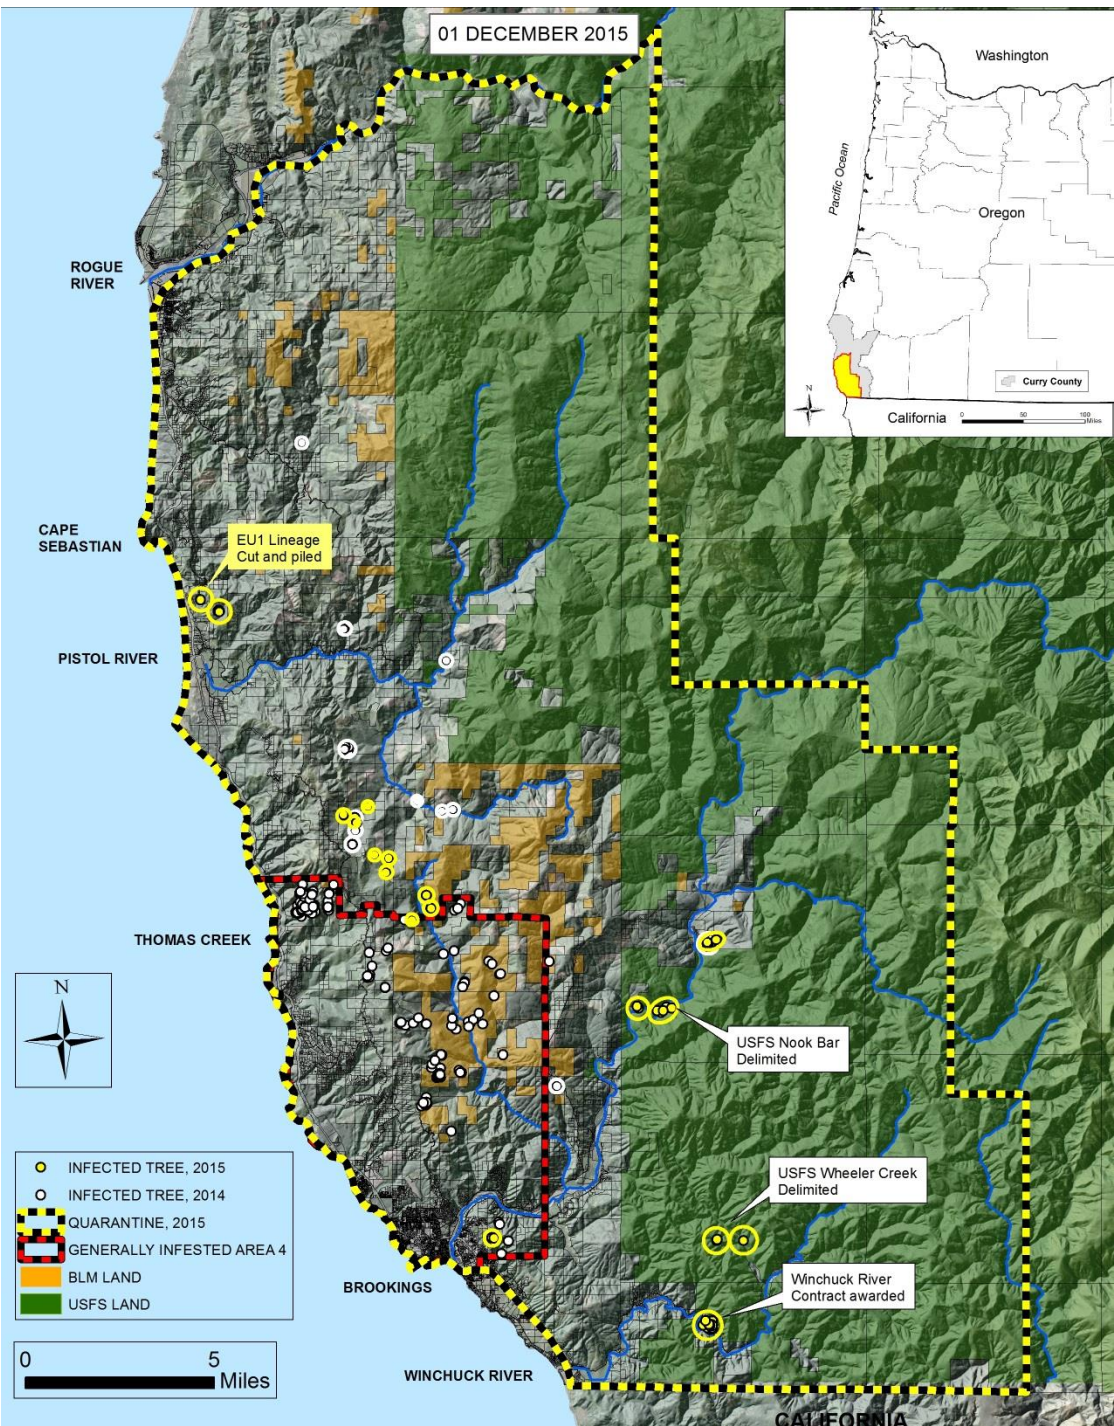 01 DECEMBER 2015
Washington
Pacific Ocean
Oregon
Curry County
N
California
0 50 100
Miles
ROGUE
RIVER
CAPE
SEBASTIAN
EU1 Lineage
Cut and piled
PISTOL RIVER
THOMAS CREEK
N
USFS Nook Bar
Delimited
USFS Wheeler Creek
Delimited
INFECTED TREE, 2015
INFECTED TREE, 2014
QUARANTINE, 2015
GENERALLY INFESTED AREA 4
BLM LAND
USFS LAND
BROOKINGS
Winchuck River
Contract awarded
0 5
Miles
WINCHUCK RIVER
CALIFORNIA